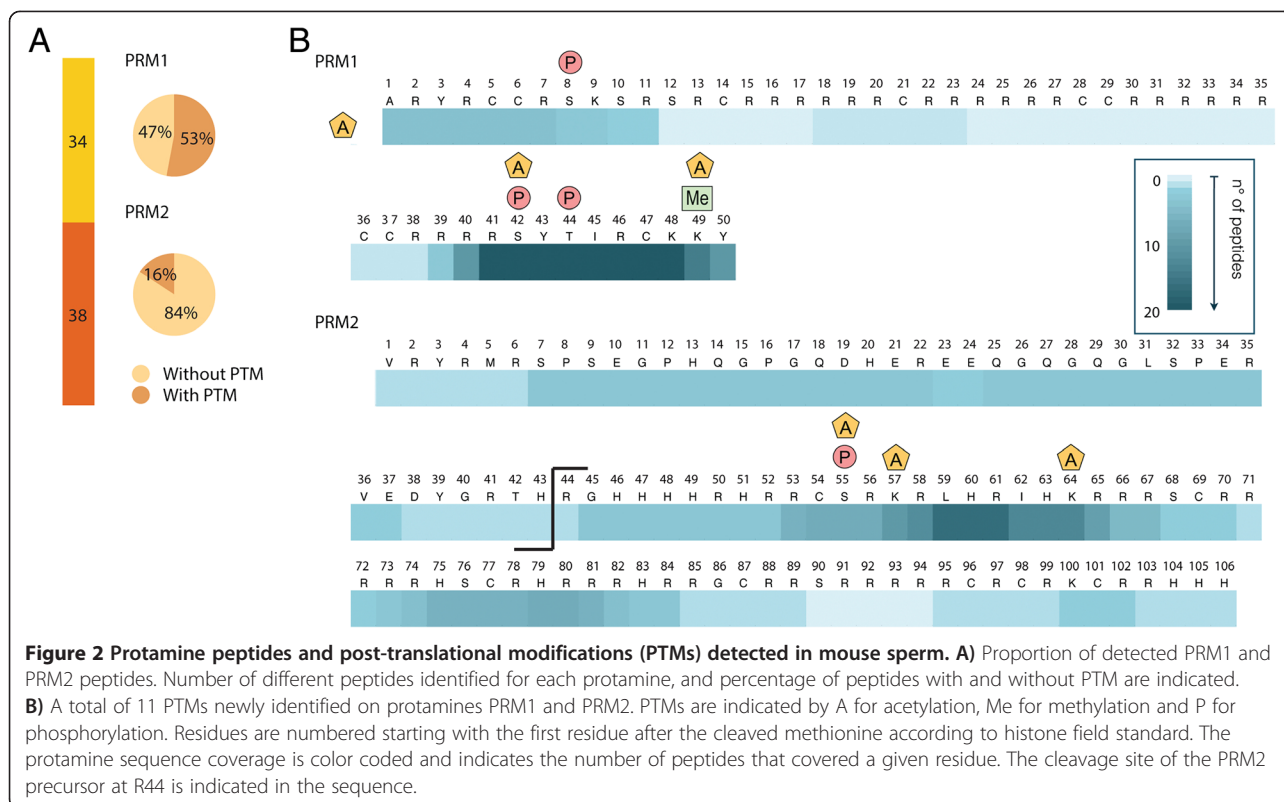 A
B
PRM1
PRM1
34
47% 53%
PRM2
16%
84%
38
Without PTM
With PTM
P
1 2 3 4 5 6 7 8 9 10 11 12 13 14 15 16 17 18 19 20 21 22 23 24 25 26 27 28 29 30 31 32 33 34 35
A R Y R C C R S K S R S R C R R R R R R C R R R R R R C C R R R R R R
A
A A
P P Me
36 37 38 39 40 41 42 43 44 45 46 47 48 49 50
C C R R R R S Y T I R C K K Y
0
10
20
n° of peptides
PRM2
1 2 3 4 5 6 7 8 9 10 11 12 13 14 15 16 17 18 19 20 21 22 23 24 25 26 27 28 29 30 31 32 33 34 35
V R Y R M R S P S E G P H Q G P G Q D H E R E E Q G Q G Q G L S P E R
A
P A A
36 37 38 39 40 41 42 43 44 45 46 47 48 49 50 51 52 53 54 55 56 57 58 59 60 61 62 63 64 65 66 67 68 69 70 71
V E D Y G R T H R G H H H H R H R R C S R K R L H R I H K R R R S C R R
72 73 74 75 76 77 78 79 80 81 82 83 84 85 86 87 88 89 90 91 92 93 94 95 96 97 98 99 100 101 102 103 104 105 106
R R R H S C R H R R R H R R G C R R S R R R R R C R C R K C R R H H H
Figure 2 Protamine peptides and post-translational modifications (PTMs) detected in mouse sperm. A) Proportion of detected PRM1 and
PRM2 peptides. Number of different peptides identified for each protamine, and percentage of peptides with and without PTM are indicated.
B) A total of 11 PTMs newly identified on protamines PRM1 and PRM2. PTMs are indicated by A for acetylation, Me for methylation and P for
phosphorylation. Residues are numbered starting with the first residue after the cleaved methionine according to histone field standard. The
protamine sequence coverage is color coded and indicates the number of peptides that covered a given residue. The cleavage site of the PRM2
precursor at R44 is indicated in the sequence.